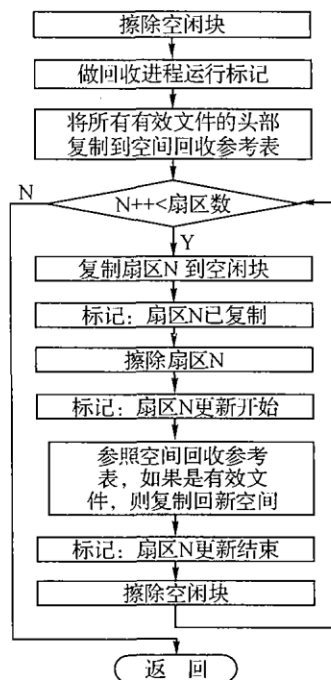 擦除空闲块
做回收进程运行标记
将所有有效文件的头部
复制到空间回收参考表
N
N++<扇区数
Y
复制扇区N 到空闲块
标记：扇区N已复制
擦除扇区N
标记：扇区N更新开始
参照空间回收参考
表，如果是有效文
件，则复制回新空间
标记：扇区N更新结束
擦除空闲块
返 回